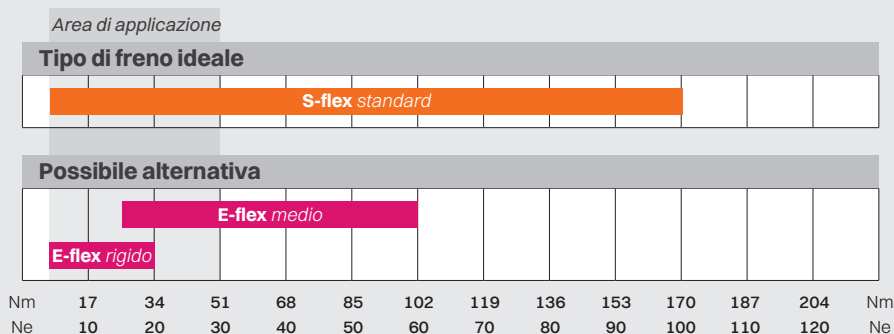 Area di applicazione
Tipo di freno ideale
S-flex standard
Possibile alternativa
E-flex medio
E-flex rigido
Nm 17 34 51 68 85 102 119 136 153 170 187 204 Nm
Ne 10 20 30 40 50 60 70 80 90 100 110 120 Ne